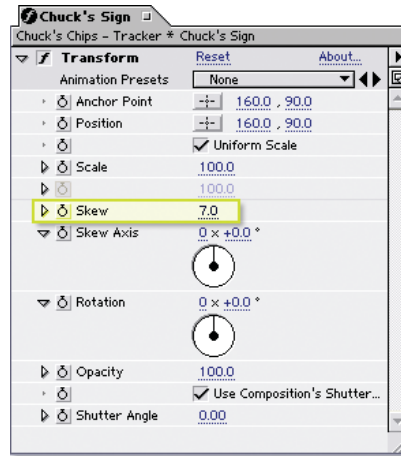 Chuck's Sign
Chuck's Chips - Tracker * Chuck's Sign
Transform Reset About...
Animation Presets None
Anchor Point 160.0 , 90.0
Position 160.0 , 90.0
Uniform Scale
Scale 100.0
100.0
Skew 7.0
Skew Axis 0 x +0.0 °
Rotation 0 x +0.0 °
Opacity 100.0
Use Composition's Shutter...
Shutter Angle 0.00